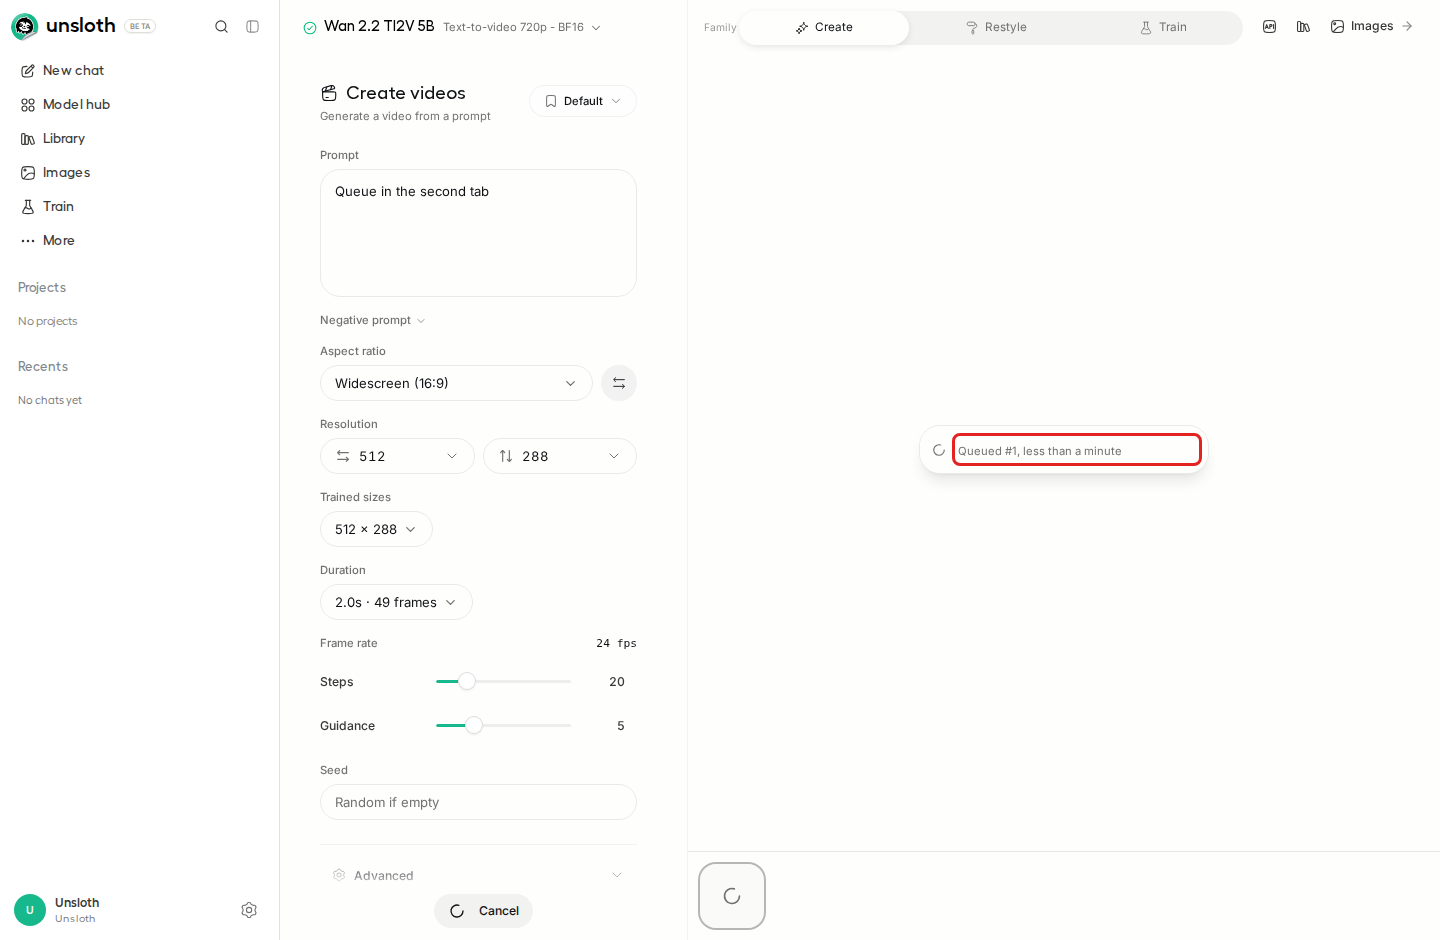 unsloth
BETA
New chat
Model hub
Library
Images
Train
More
Projects
No projects
Recents
No chats yet
Unsloth
Unsloth
U
Wan 2.2 TI2V 5B
Text-to-video 720p - BF16
Create videos
Generate a video from a prompt
Default
Prompt
Queue in the second tab
Negative prompt
Aspect ratio
Widescreen (16:9)
Resolution
512
288
Trained sizes
512 × 288
Duration
2.0s · 49 frames
Frame rate
24 fps
Steps
20
Guidance
5
Seed
Random if empty
Advanced
Cancel
Family
Create
Restyle
Train
API
Images
Queued #1, less than a minute